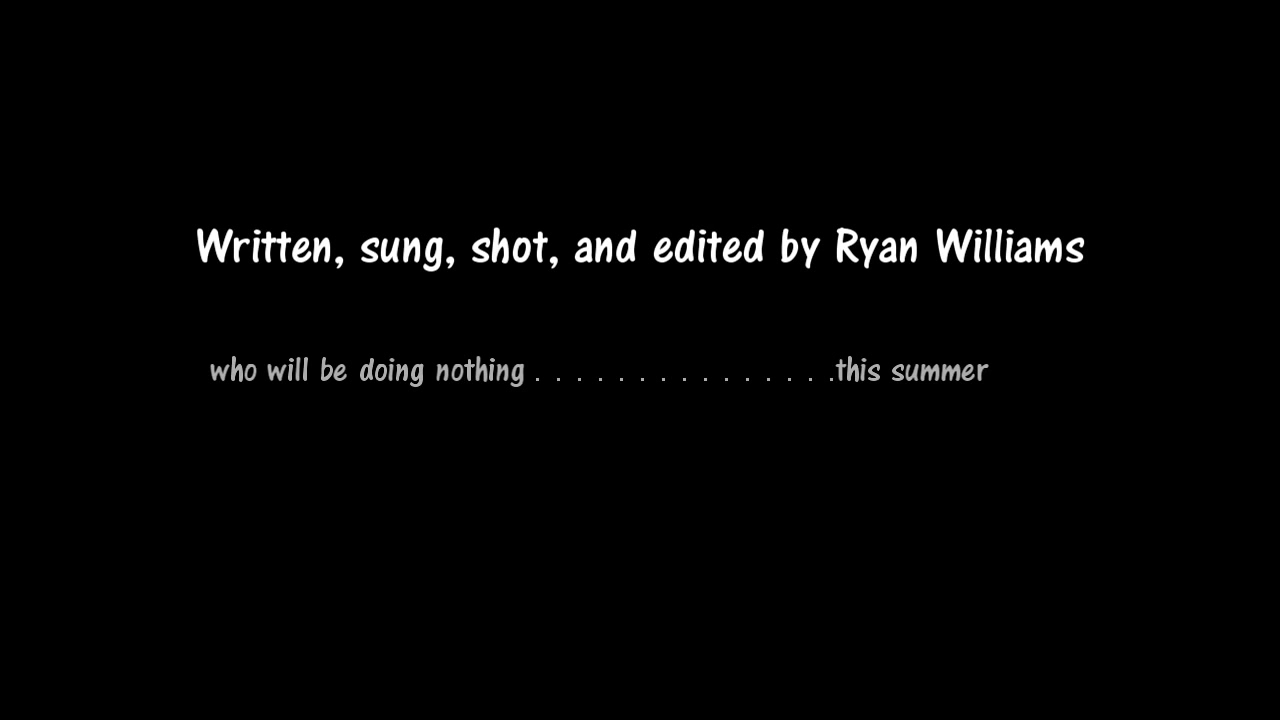 Written, sung, shot, and edited by Ryan Williams
who will be doing nothing . . . . . . . . . . . . . . .this summer